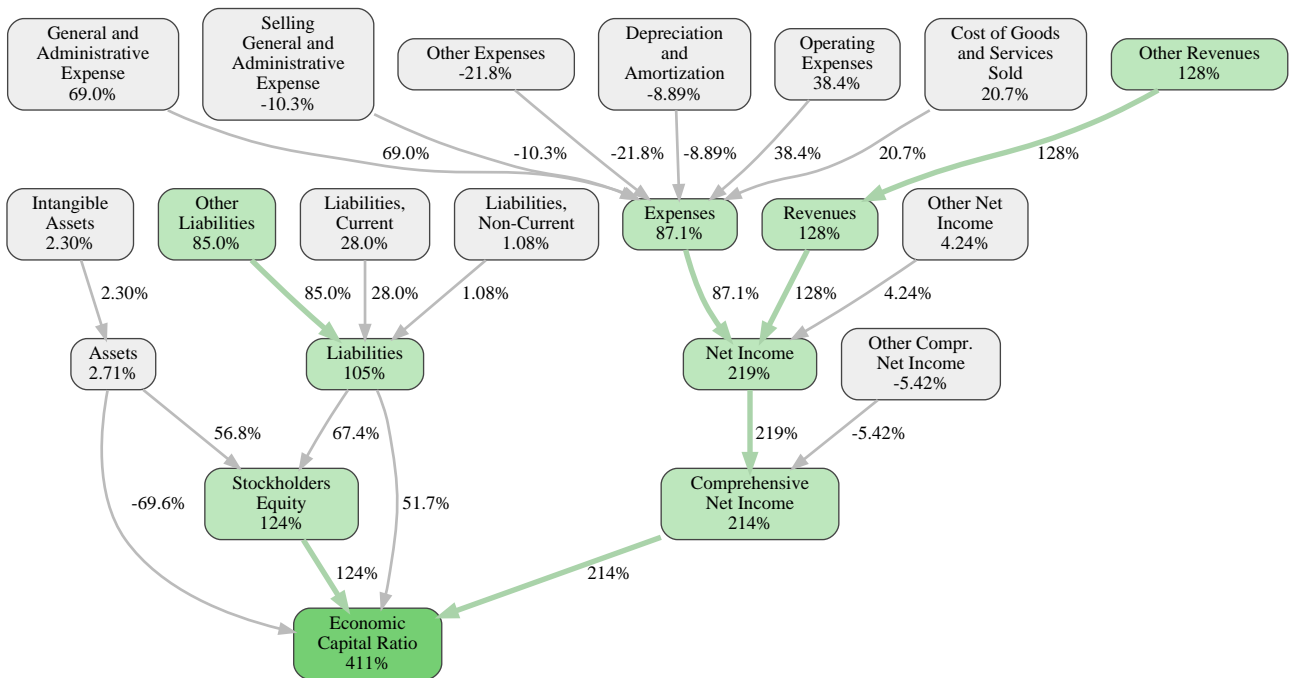 General and
Administrative
Expense
69.0%
Selling
General and
Administrative
Expense
-10.3%
Other Expenses
-21.8%
Depreciation
and
Amortization
-8.89%
Operating
Expenses
38.4%
Cost of Goods
and Services
Sold
20.7%
Other Revenues
128%
69.0%
-10.3%
-21.8%
-8.89%
38.4%
20.7%
128%
Intangible
Assets
2.30%
Other
Liabilities
85.0%
Liabilities,
Current
28.0%
Liabilities,
Non-Current
1.08%
Expenses
87.1%
Revenues
128%
Other Net
Income
4.24%
2.30%
85.0%
28.0%
1.08%
87.1%
128%
4.24%
Assets
2.71%
Liabilities
105%
Net Income
219%
Other Compr.
Net Income
-5.42%
56.8%
67.4%
219%
-5.42%
Stockholders
Equity
124%
Comprehensive
Net Income
214%
-69.6%
51.7%
124%
214%
Economic
Capital Ratio
411%